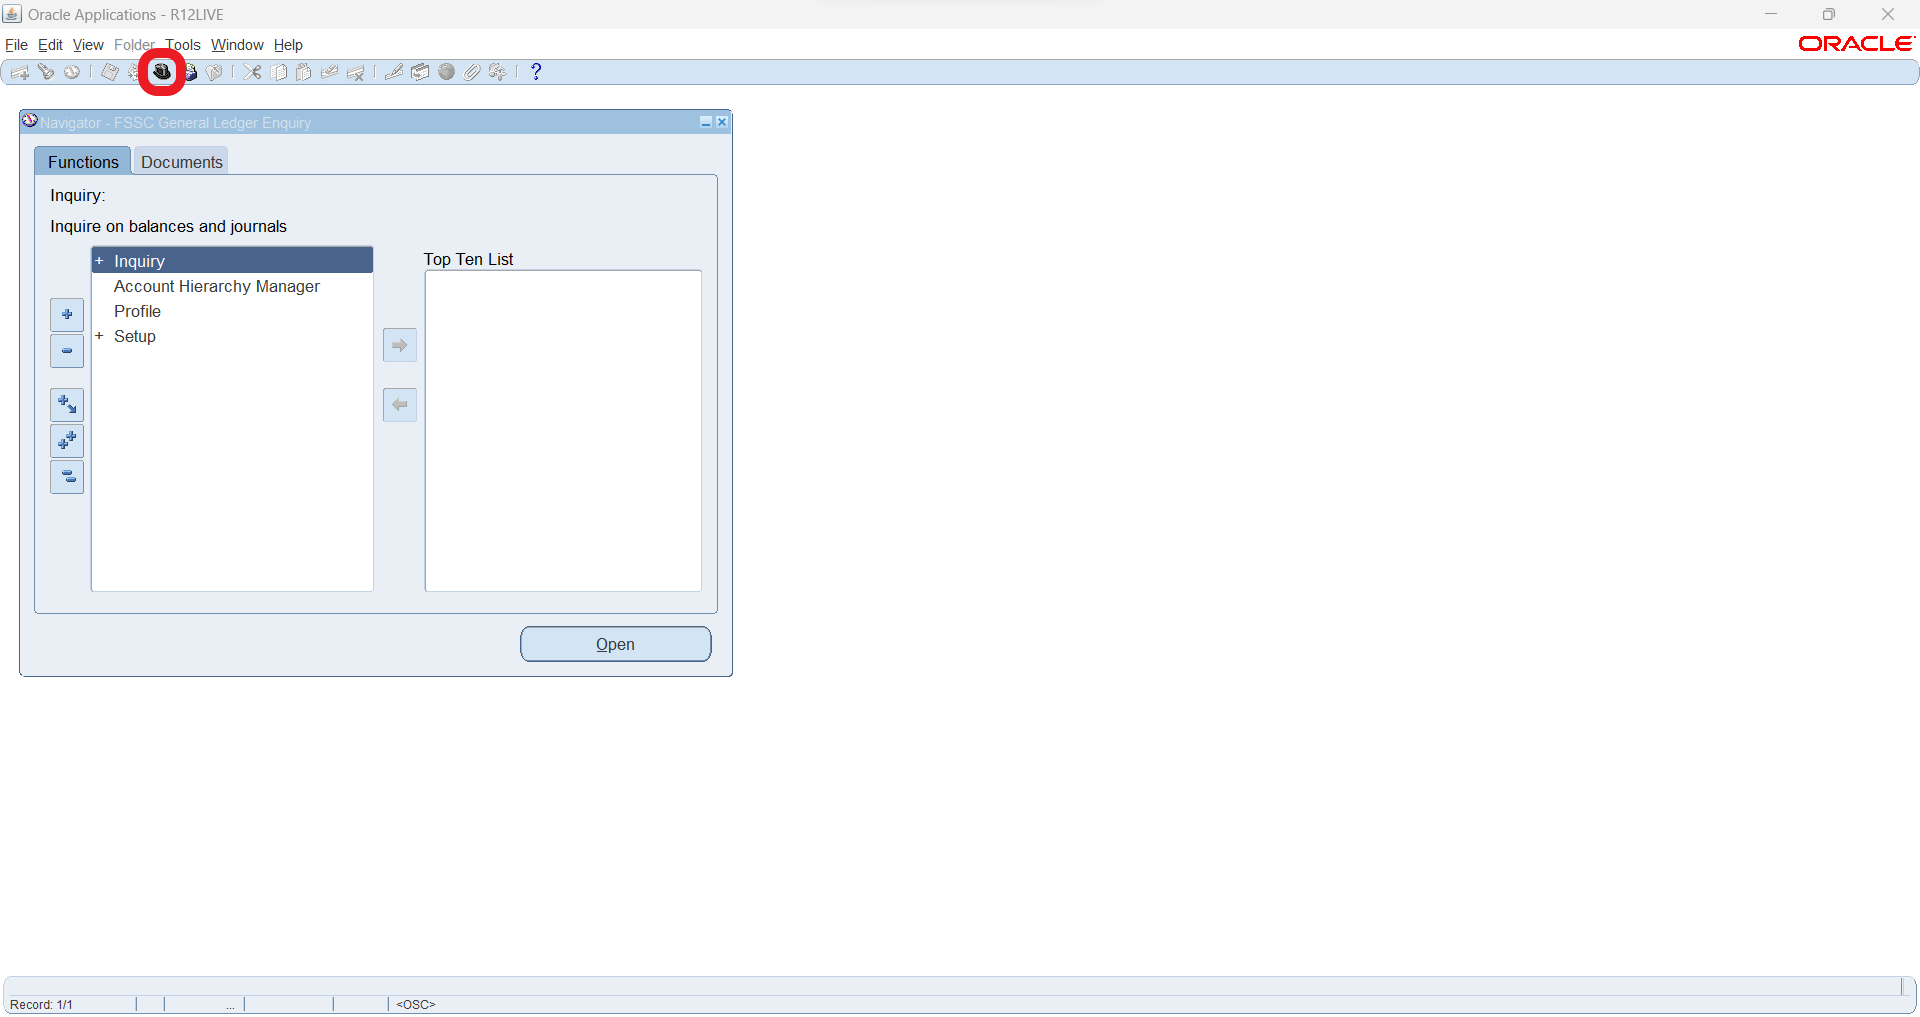 Oracle Applications - R12LIVE
File Edit View Folder Tools Window Help
ORACLE
Navigator - FSSC General Ledger Enquiry
Functions Documents
Inquiry:
Inquire on balances and journals
+ Inquiry
Account Hierarchy Manager
Profile
+ Setup
Top Ten List
Open
Record: 1/1
...
<OSC>